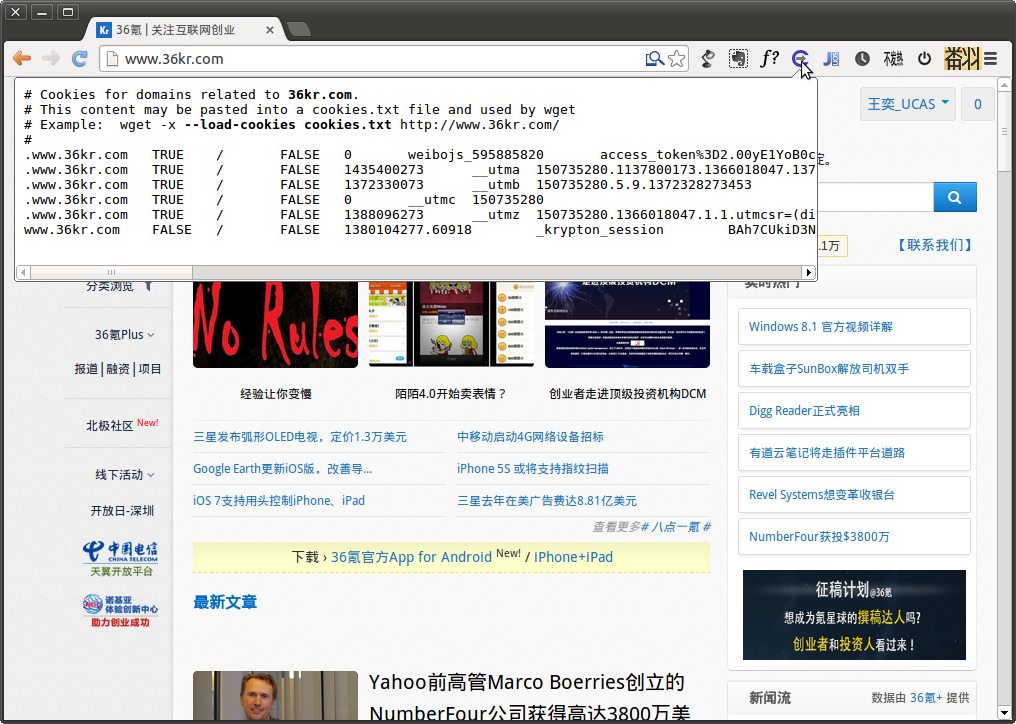 36氪 | 关注互联网创业
www.36kr.com
# Cookies for domains related to 36kr.com.
# This content may be pasted into a cookies.txt file and used by wget
# Example:  wget -x --load-cookies cookies.txt http://www.36kr.com/
#
.www.36kr.com TRUE / FALSE 0 weibojs_595885820 access_token%3D2.00yE1YoB0c
.www.36kr.com TRUE / FALSE 1435400273 __utma 150735280.1137800173.1366018047.137
.www.36kr.com TRUE / FALSE 1372330073 __utmb 150735280.5.9.1372328273453
.www.36kr.com TRUE / FALSE 0 __utmc 150735280
.www.36kr.com TRUE / FALSE 1388096273 __utmz 150735280.1366018047.1.1.utmcsr=(di
www.36kr.com FALSE / FALSE 1380104277.60918 _krypton_session BAh7CUkiD3N
王奕_UCAS 0
定。
.1万
【联系我们】
分类浏览
36氪Plus
报道 | 融资 | 项目
北极社区 New!
线下活动
开放日-深圳
中国电信
CHINA TELECOM
天翼开放平台
诺基亚
体验创新中心
助力创业成功
No Rules
走进顶级投资机构DCM
经验让你变慢
陌陌4.0开始卖表情？
创业者走进顶级投资机构DCM
三星发布弧形OLED电视，定价1.3万美元
中移动启动4G网络设备招标
Google Earth更新iOS版，改善导...
iPhone 5S 或将支持指纹扫描
iOS 7支持用头控制iPhone、iPad
三星去年在美广告费达8.81亿美元
查看更多# 八点一氪 #
下载 › 36氪官方App for Android New! / IPhone+iPad
最新文章
Yahoo前高管Marco Boerries创立的
NumberFour公司获得高达3800万美
实时热门
Windows 8.1 官方视频详解
车载盒子SunBox解放司机双手
Digg Reader正式亮相
有道云笔记将走插件平台道路
Revel Systems想变革收银台
NumberFour获投$3800万
征稿计划@36氪
想成为氪星球的撰稿达人吗?
创业者和投资人看过来！
新闻流
数据由 36氪+ 提供